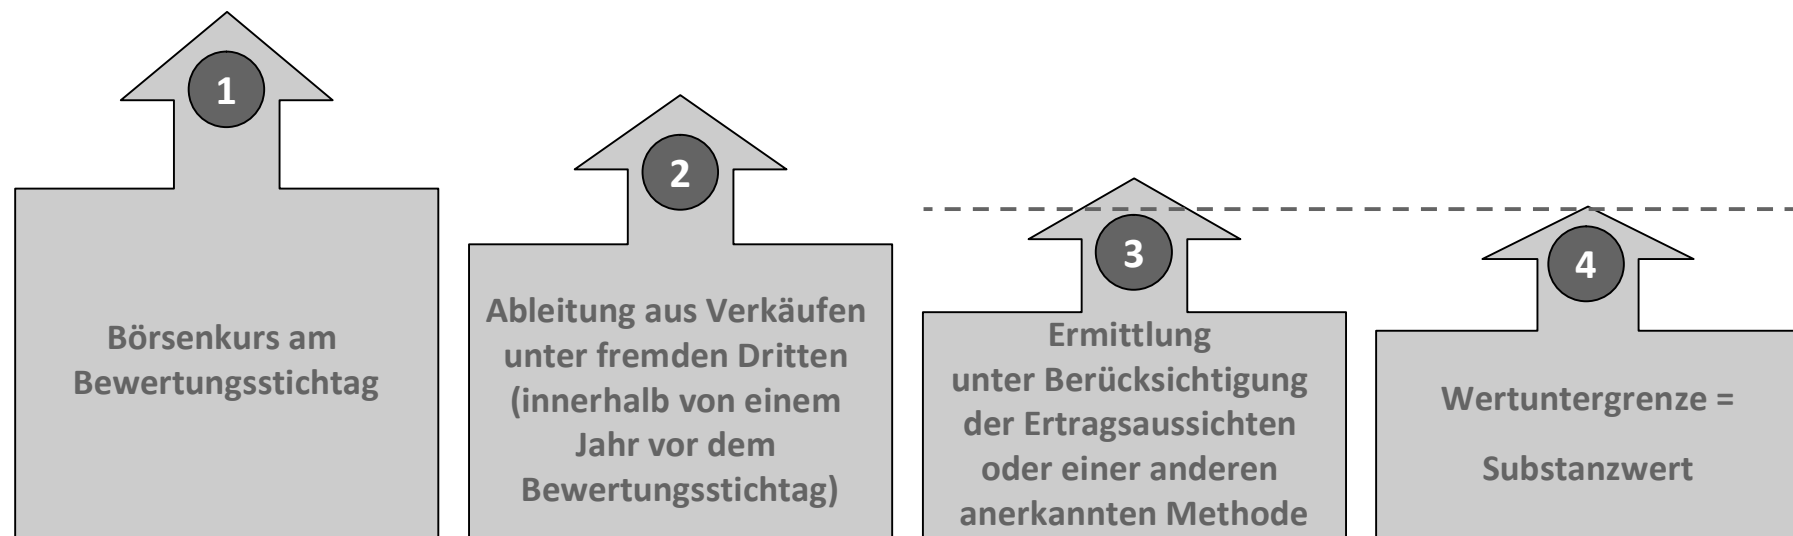 1
Börsenkurs am
Bewertungsstichtag
2
Ableitung aus Verkäufen
unter fremden Dritten
(innerhalb von einem
Jahr vor dem
Bewertungsstichtag)
3
Ermittlung
unter Berücksichtigung
der Ertragsaussichten
oder einer anderen
anerkannten Methode
4
Wertuntergrenze =
Substanzwert